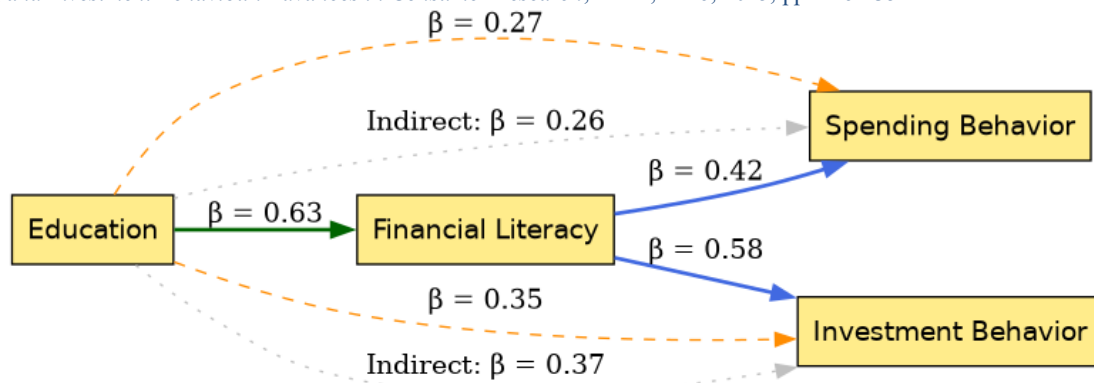 β = 0.27
Indirect: β = 0.26
Spending Behavior
β = 0.42
Education
β = 0.63
Financial Literacy
β = 0.58
β = 0.35
Investment Behavior
Indirect: β = 0.37